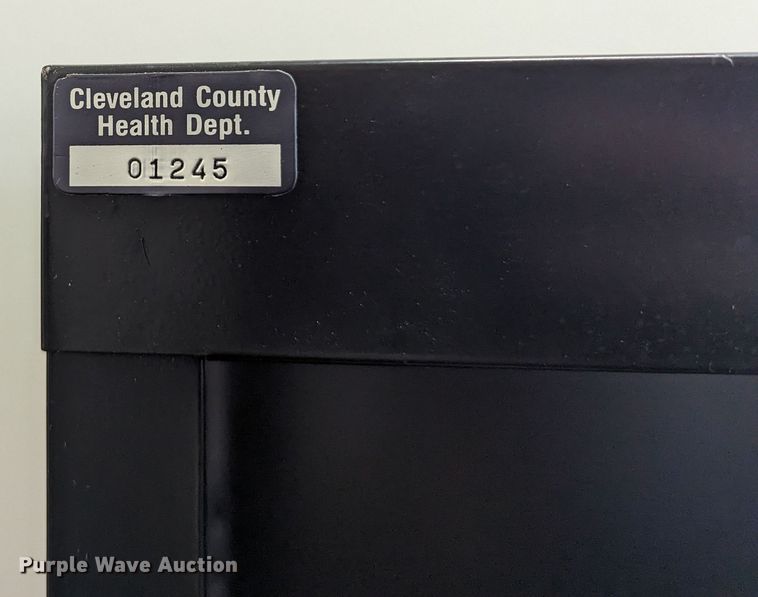 Cleveland County
Health Dept.
01245
Purple Wave Auction